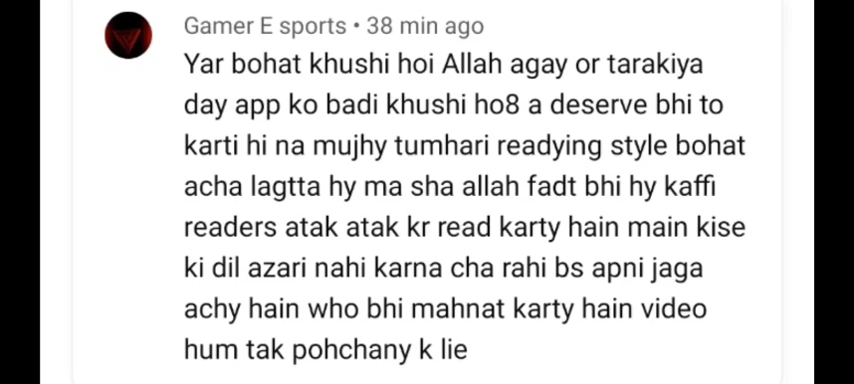 Gamer E sports • 38 min ago
Yar bohat khushi hoi Allah agay or tarakiya
day app ko badi khushi ho8 a deserve bhi to
karti hi na mujhy tumhari readying style bohat
acha lagtta hy ma sha allah fadt bhi hy kaffi
readers atak atak kr read karty hain main kise
ki dil azari nahi karna cha rahi bs apni jaga
achy hain who bhi mahnat karty hain video
hum tak pohchany k lie